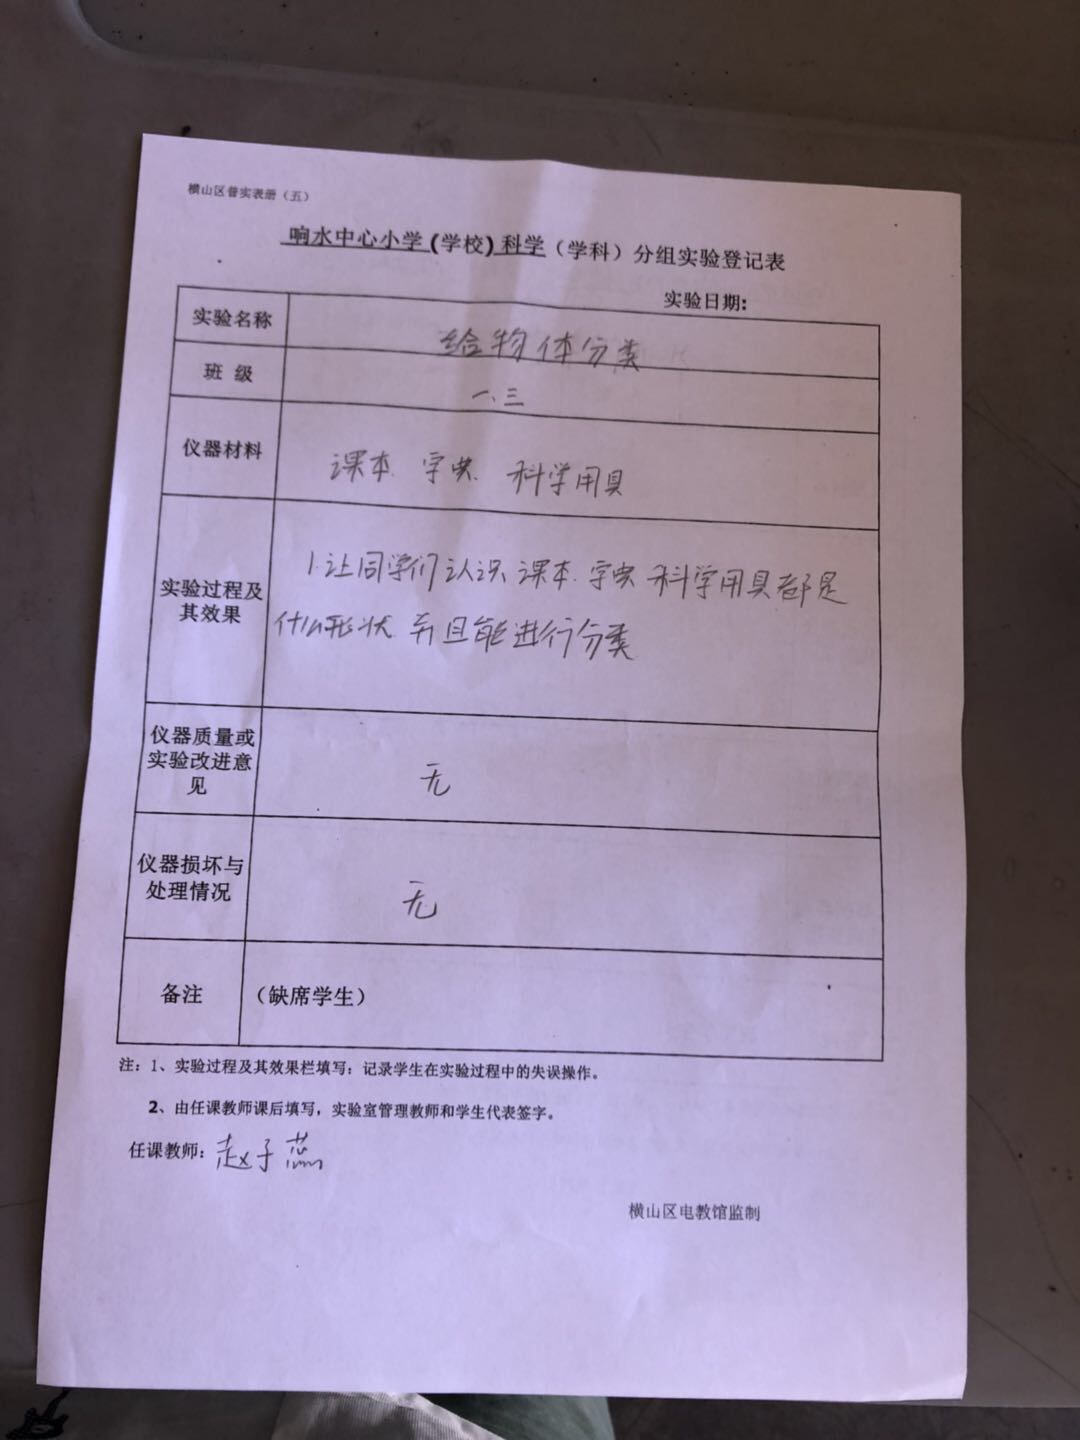 横山区普实表册（五）
响水中心小学(学校)科学（学科）分组实验登记表
实验日期:
实验名称
给物体分类
班 级
一、三
仪器材料
课本、字典、科学用具
实验过程及
其效果
1.让同学们认识、课本、字典 科学用具都是
什么形状、并且能进行分类
仪器质量或
实验改进意
见
无
仪器损坏与
处理情况
无
备注
（缺席学生）
注：1、实验过程及其效果栏填写：记录学生在实验过程中的失误操作。
2、由任课教师课后填写，实验室管理教师和学生代表签字。
任课教师：赵子蕊
横山区电教馆监制